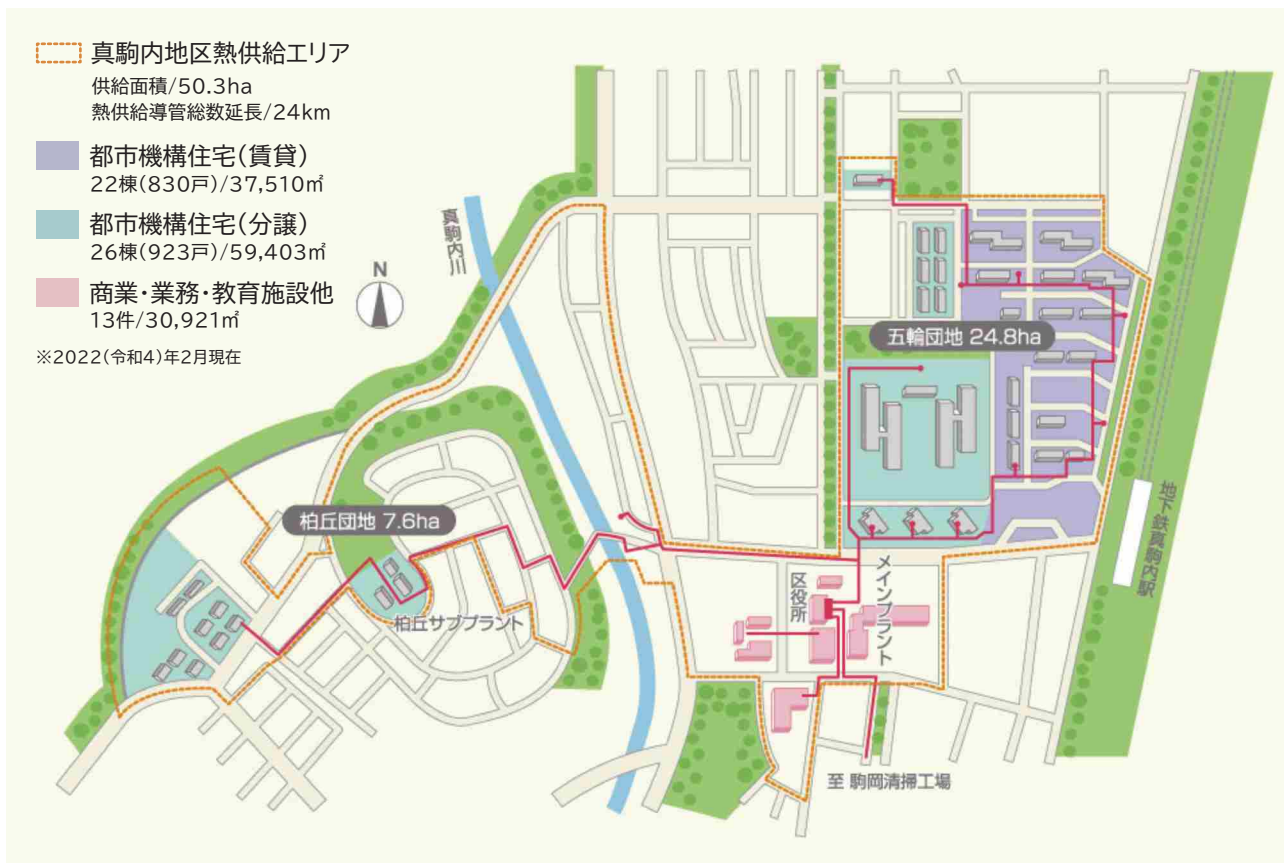 真駒内地区熱供給エリア
供給面積/50.3ha
熱供給導管総数延長/24km
都市機構住宅(賃貸)
22棟(830戸)/37,510㎡
都市機構住宅(分譲)
26棟(923戸)/59,403㎡
商業・業務・教育施設他
13件/30,921㎡
※2022(令和4)年2月現在
N
真駒内川
五輪団地 24.8ha
柏丘団地 7.6ha
柏丘サブプラント
区役所
メインプラント
地下鉄真駒内駅
至 駒岡清掃工場